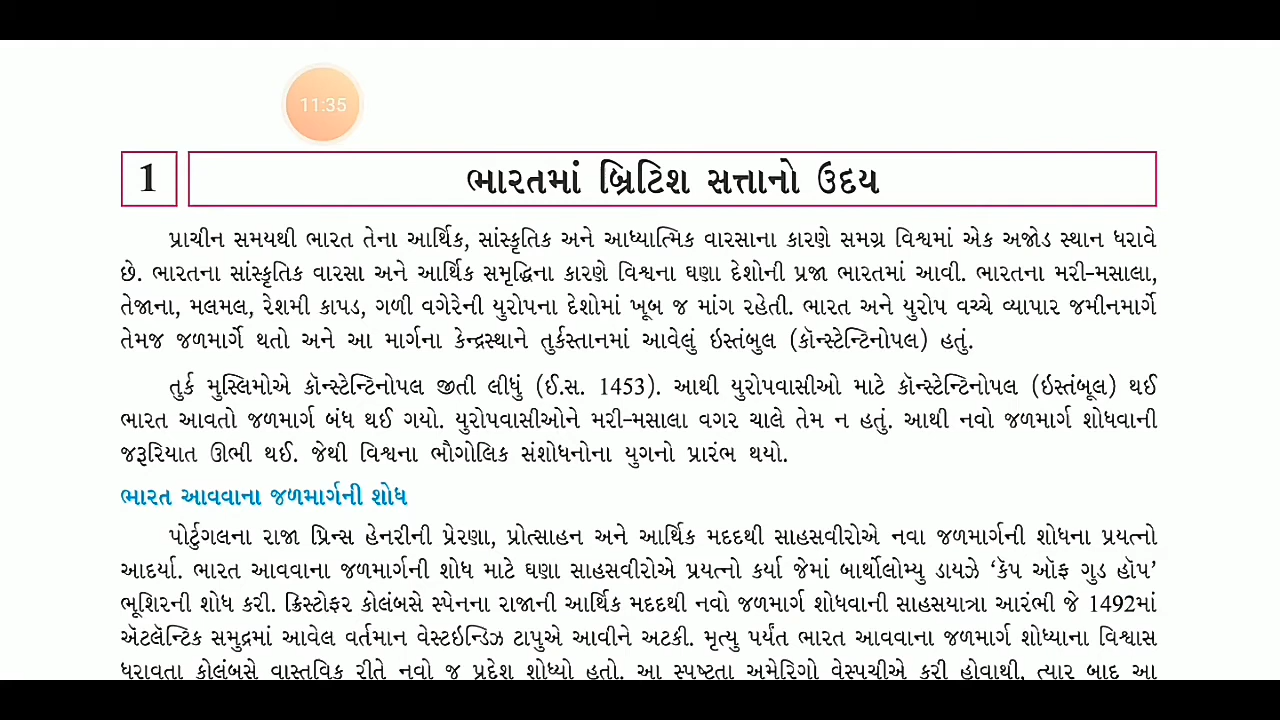 11:35
1 ભારતમાં બ્રિટિશ સત્તાનો ઉદય
પ્રાચીન સમયથી ભારત તેના આર્થિક, સાંસ્કૃતિક અને આધ્યાત્મિક વારસાના કારણે સમગ્ર વિશ્વમાં એક અજોડ સ્થાન ધરાવે
છે. ભારતના સાંસ્કૃતિક વારસા અને આર્થિક સમૃદ્ધિના કારણે વિશ્વના ઘણા દેશોની પ્રજા ભારતમાં આવી. ભારતના મરી-મસાલા,
તેજાના, મલમલ, રેશમી કાપડ, ગળી વગેરેની યુરોપના દેશોમાં ખૂબ જ માંગ રહેતી. ભારત અને યુરોપ વચ્ચે વ્યાપાર જમીનમાર્ગે
તેમજ જળમાર્ગે થતો અને આ માર્ગના કેન્દ્રસ્થાને તુર્કસ્તાનમાં આવેલું ઇસ્તંબુલ (કૉન્સ્ટેન્ટિનોપલ) હતું.
તુર્ક મુસ્લિમોએ કૉન્સ્ટેન્ટિનોપલ જીતી લીધું (ઈ.સ. 1453). આથી યુરોપવાસીઓ માટે કૉન્સ્ટેન્ટિનોપલ (ઇસ્તંબૂલ) થઈ
ભારત આવતો જળમાર્ગ બંધ થઈ ગયો. યુરોપવાસીઓને મરી-મસાલા વગર ચાલે તેમ ન હતું. આથી નવો જળમાર્ગ શોધવાની
જરૂરિયાત ઊભી થઈ. જેથી વિશ્વના ભૌગોલિક સંશોધનોના યુગનો પ્રારંભ થયો.
ભારત આવવાના જળમાર્ગની શોધ
પોર્ટુગલના રાજા પ્રિન્સ હેનરીની પ્રેરણા, પ્રોત્સાહન અને આર્થિક મદદથી સાહસવીરોએ નવા જળમાર્ગની શોધના પ્રયત્નો
આદર્યા. ભારત આવવાના જળમાર્ગની શોધ માટે ઘણા સાહસવીરોએ પ્રયત્નો કર્યા જેમાં બાર્થોલોમ્યુ ડાયઝે ‘કૅપ ઑફ ગુડ હૉપ’
ભૂશિરની શોધ કરી. ક્રિસ્ટોફર કોલંબસે સ્પેનના રાજાની આર્થિક મદદથી નવો જળમાર્ગ શોધવાની સાહસયાત્રા આરંભી જે 1492માં
ઍટલૅન્ટિક સમુદ્રમાં આવેલ વર્તમાન વેસ્ટઇન્ડિઝ ટાપુએ આવીને અટકી. મૃત્યુ પર્યંત ભારત આવવાના જળમાર્ગ શોધ્યાના વિશ્વાસ
ધરાવતા કોલંબસે વાસ્તવિક રીતે નવો જ પ્રદેશ શોધ્યો હતો. આ સ્પષ્ટતા અમેરિગો વેસ્પચીએ કરી હોવાથી, ત્યાર બાદ આ